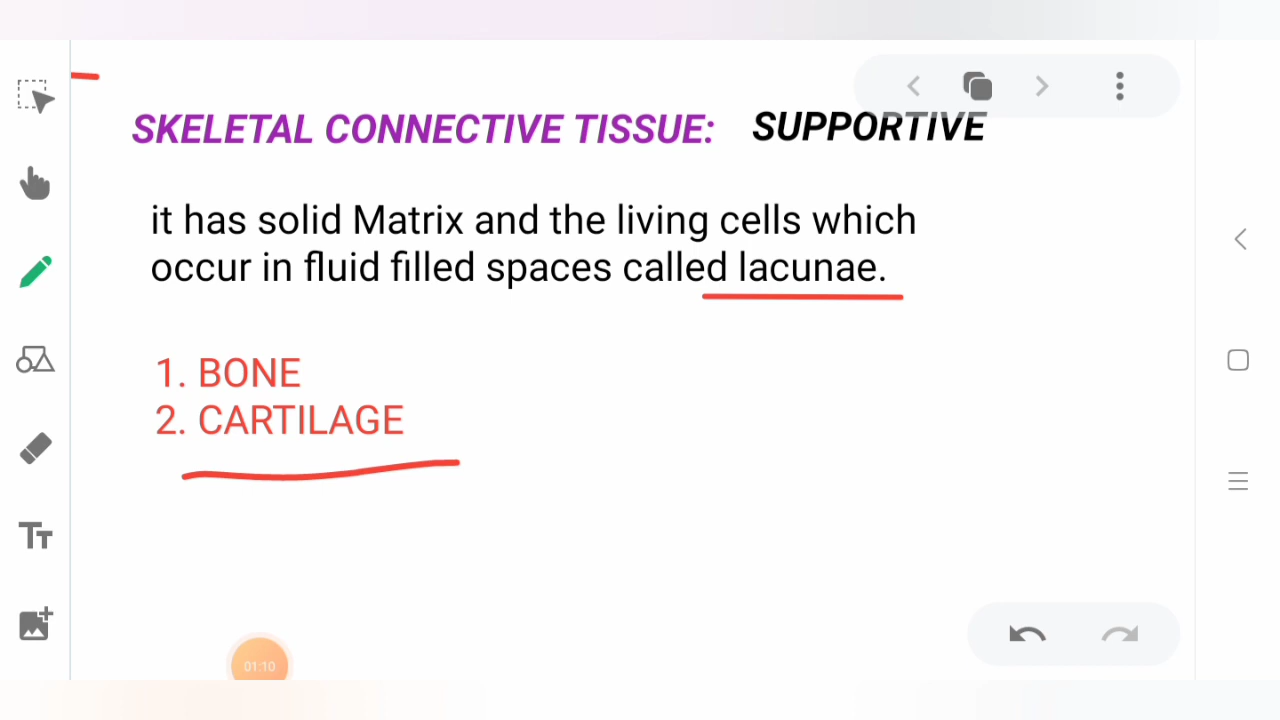 SKELETAL CONNECTIVE TISSUE: SUPPORTIVE
it has solid Matrix and the living cells which
occur in fluid filled spaces called lacunae.
1. BONE
2. CARTILAGE
TT
01:10